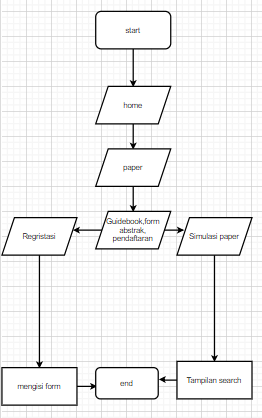 start
home
paper
Guidebook,form
abstrak,
pendaftaran
Regristasi
Simulasi paper
mengisi form
end
Tampilan search